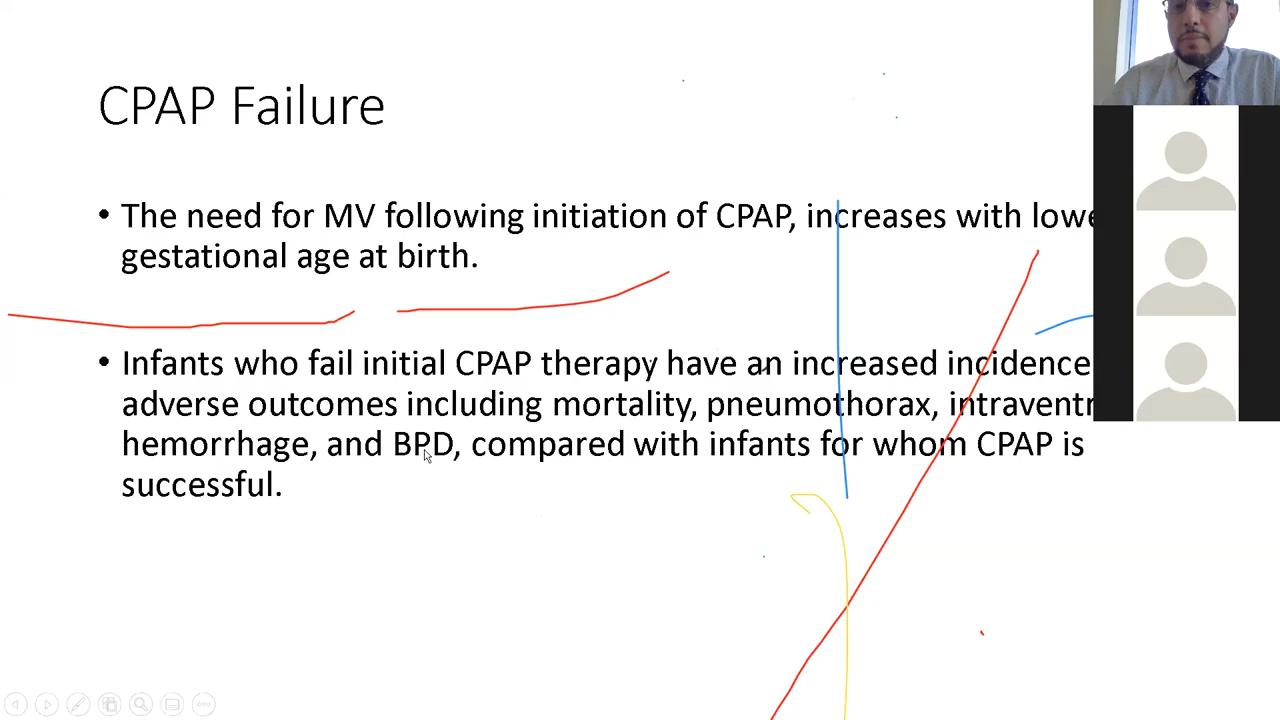 CPAP Failure
• The need for MV following initiation of CPAP, increases with lowe
gestational age at birth.
• Infants who fail initial CPAP therapy have an increased incidence
adverse outcomes including mortality, pneumothorax, intraventr
hemorrhage, and BPD, compared with infants for whom CPAP is
successful.